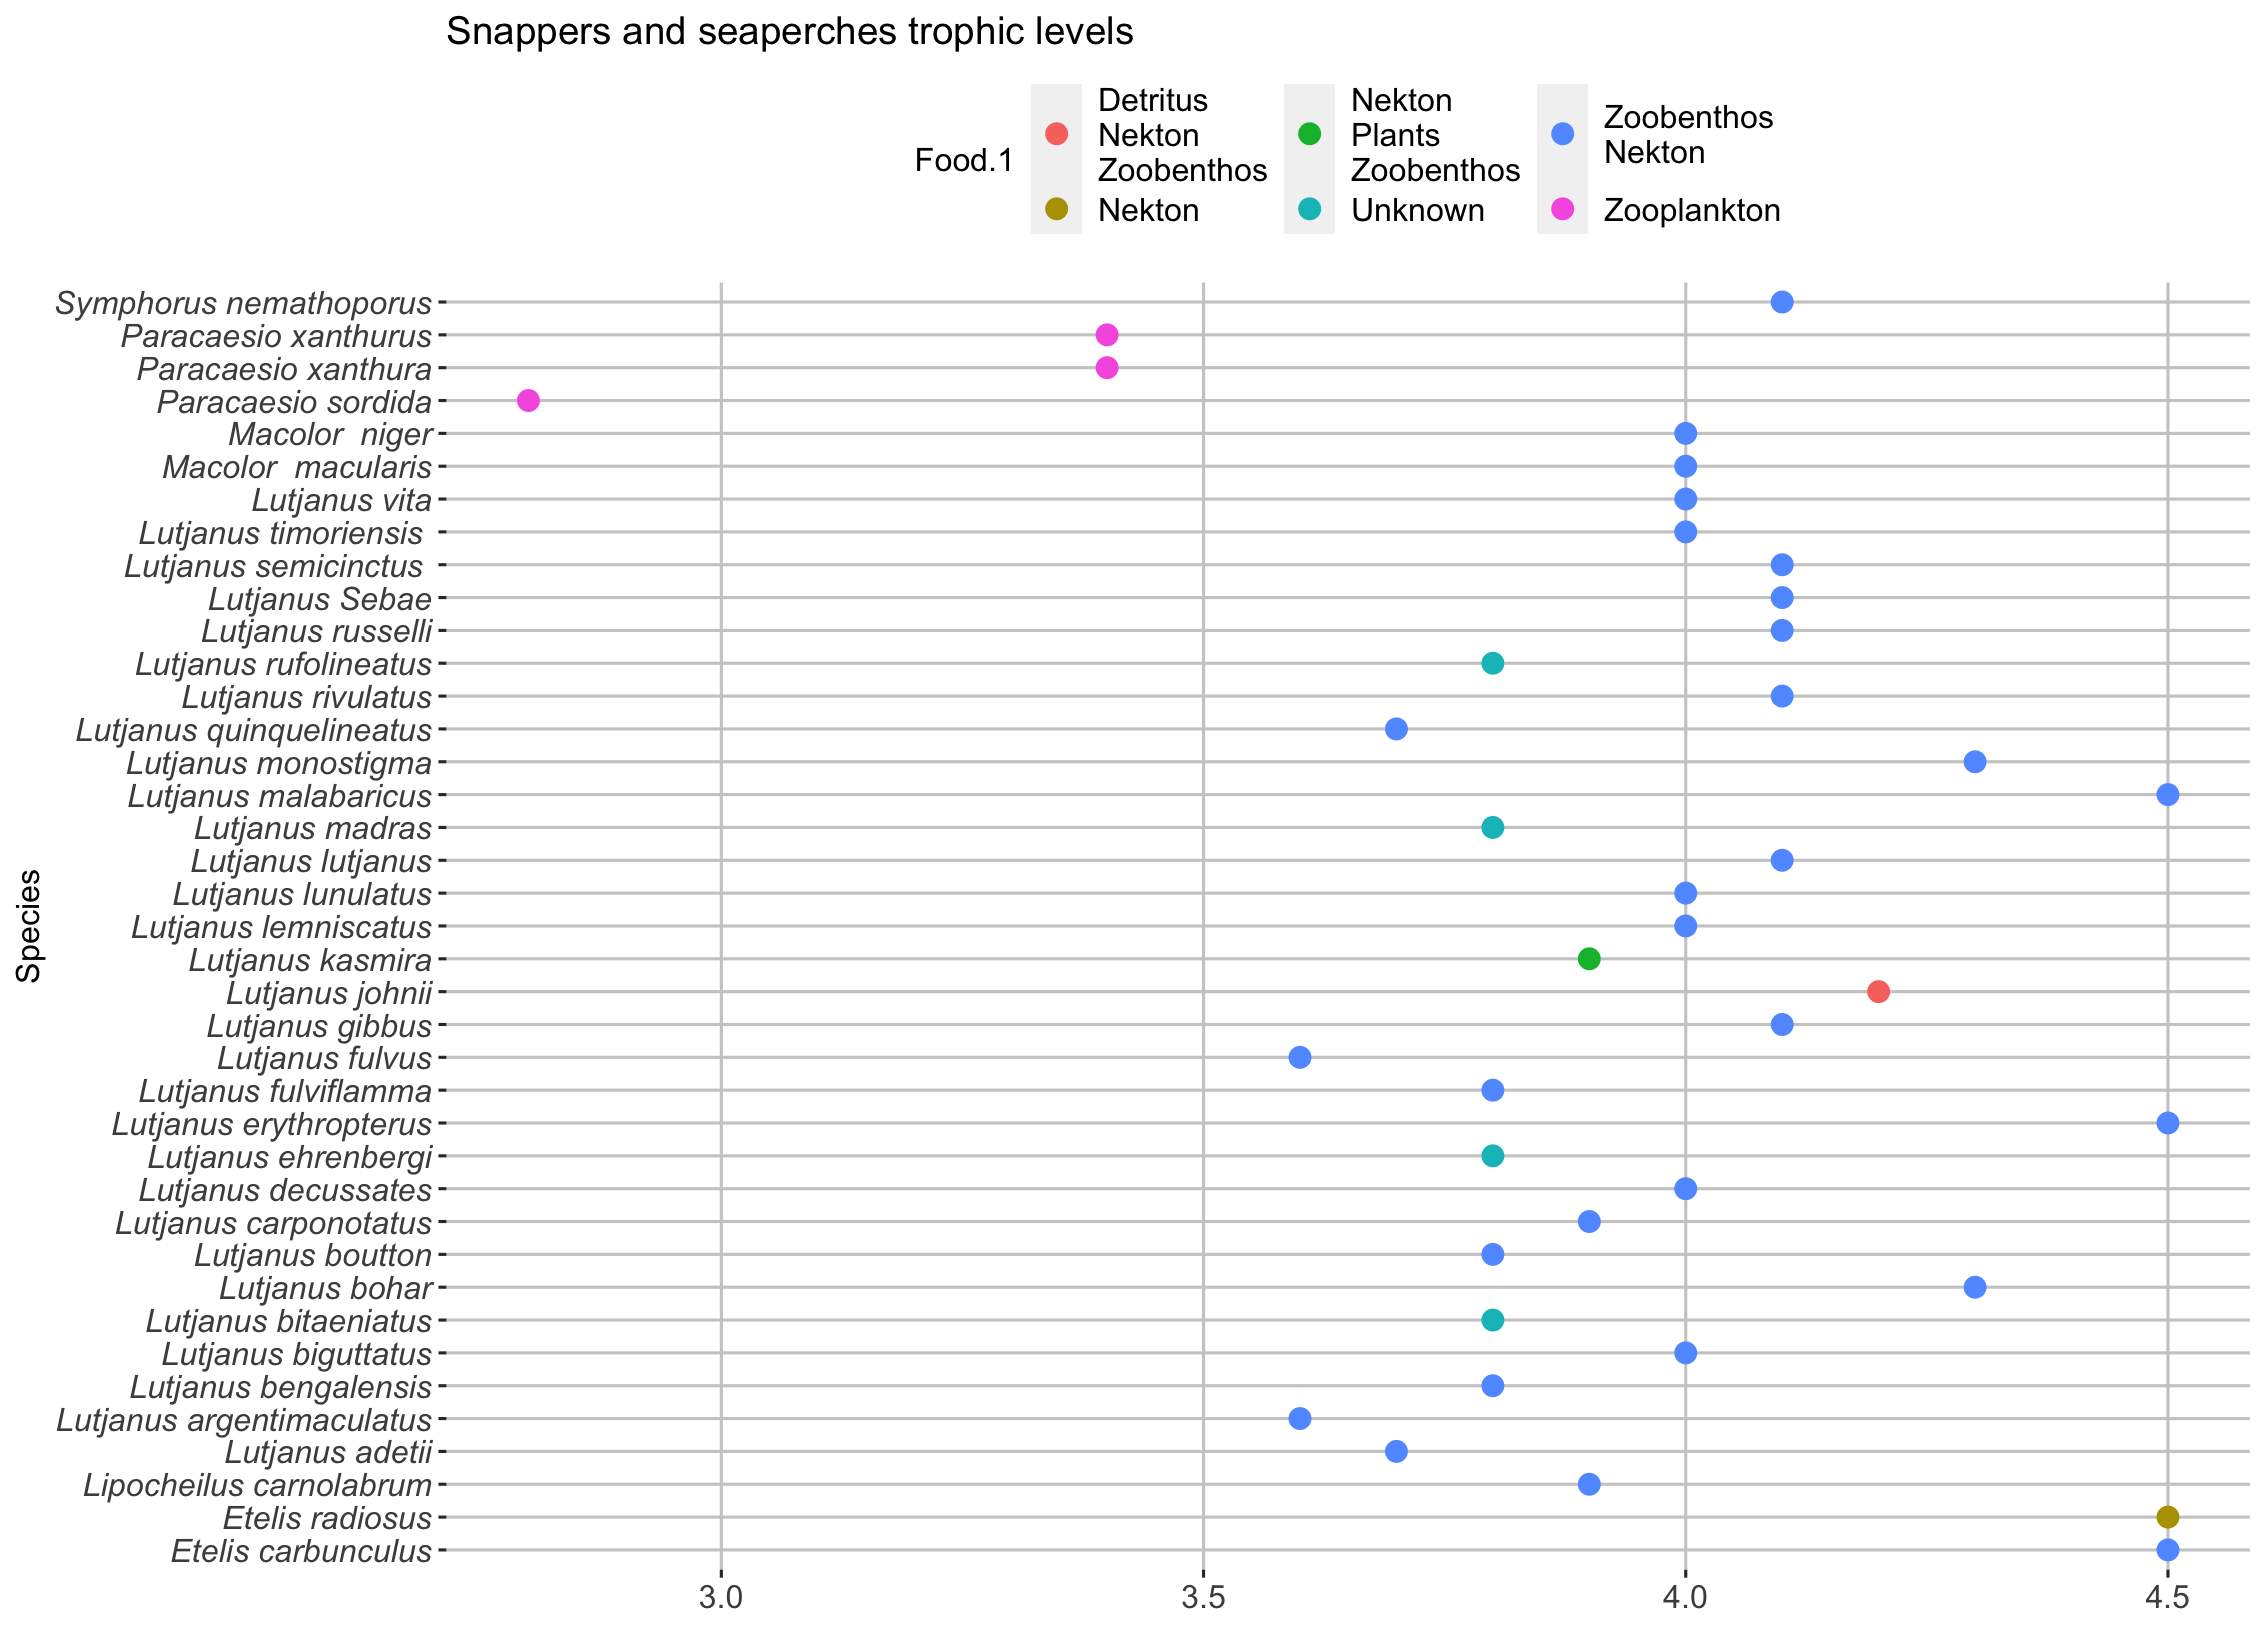 Snappers and seaperches trophic levels
Food.1
Detritus
Nekton
Zoobenthos
Nekton
Nekton
Plants
Zoobenthos
Unknown
Zoobenthos
Nekton
Zooplankton
Species
Symphorus nemathoporus
Paracaesio xanthurus
Paracaesio xanthura
Paracaesio sordida
Macolor  niger
Macolor  macularis
Lutjanus vita
Lutjanus timoriensis
Lutjanus semicinctus
Lutjanus Sebae
Lutjanus russelli
Lutjanus rufolineatus
Lutjanus rivulatus
Lutjanus quinquelineatus
Lutjanus monostigma
Lutjanus malabaricus
Lutjanus madras
Lutjanus lutjanus
Lutjanus lunulatus
Lutjanus lemniscatus
Lutjanus kasmira
Lutjanus johnii
Lutjanus gibbus
Lutjanus fulvus
Lutjanus fulviflamma
Lutjanus erythropterus
Lutjanus ehrenbergi
Lutjanus decussates
Lutjanus carponotatus
Lutjanus boutton
Lutjanus bohar
Lutjanus bitaeniatus
Lutjanus biguttatus
Lutjanus bengalensis
Lutjanus argentimaculatus
Lutjanus adetii
Lipocheilus carnolabrum
Etelis radiosus
Etelis carbunculus
3.0 3.5 4.0 4.5